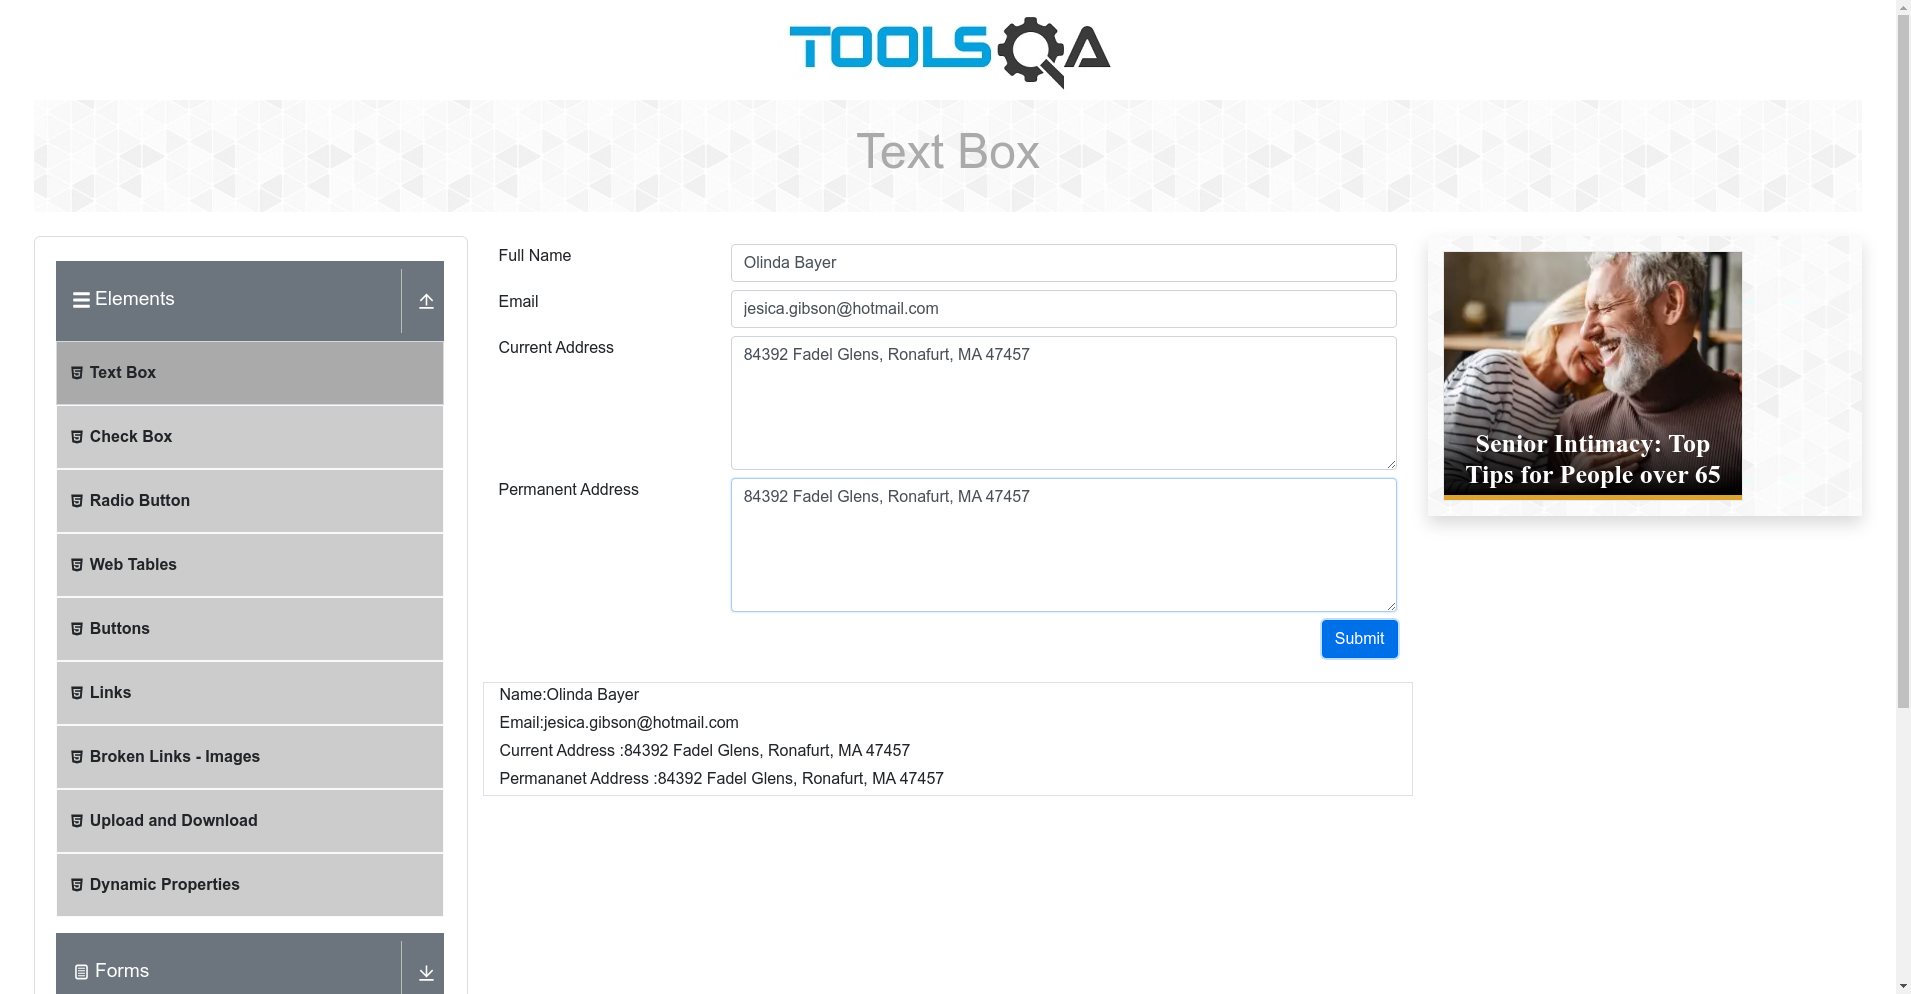 TOOLSQA
Text Box
Elements
Text Box
Check Box
Radio Button
Web Tables
Buttons
Links
Broken Links - Images
Upload and Download
Dynamic Properties
Forms
Full Name
Olinda Bayer
Email
jesica.gibson@hotmail.com
Current Address
84392 Fadel Glens, Ronafurt, MA 47457
Permanent Address
84392 Fadel Glens, Ronafurt, MA 47457
Submit
Name:Olinda Bayer
Email:jesica.gibson@hotmail.com
Current Address :84392 Fadel Glens, Ronafurt, MA 47457
Permananet Address :84392 Fadel Glens, Ronafurt, MA 47457
Senior Intimacy: Top
Tips for People over 65